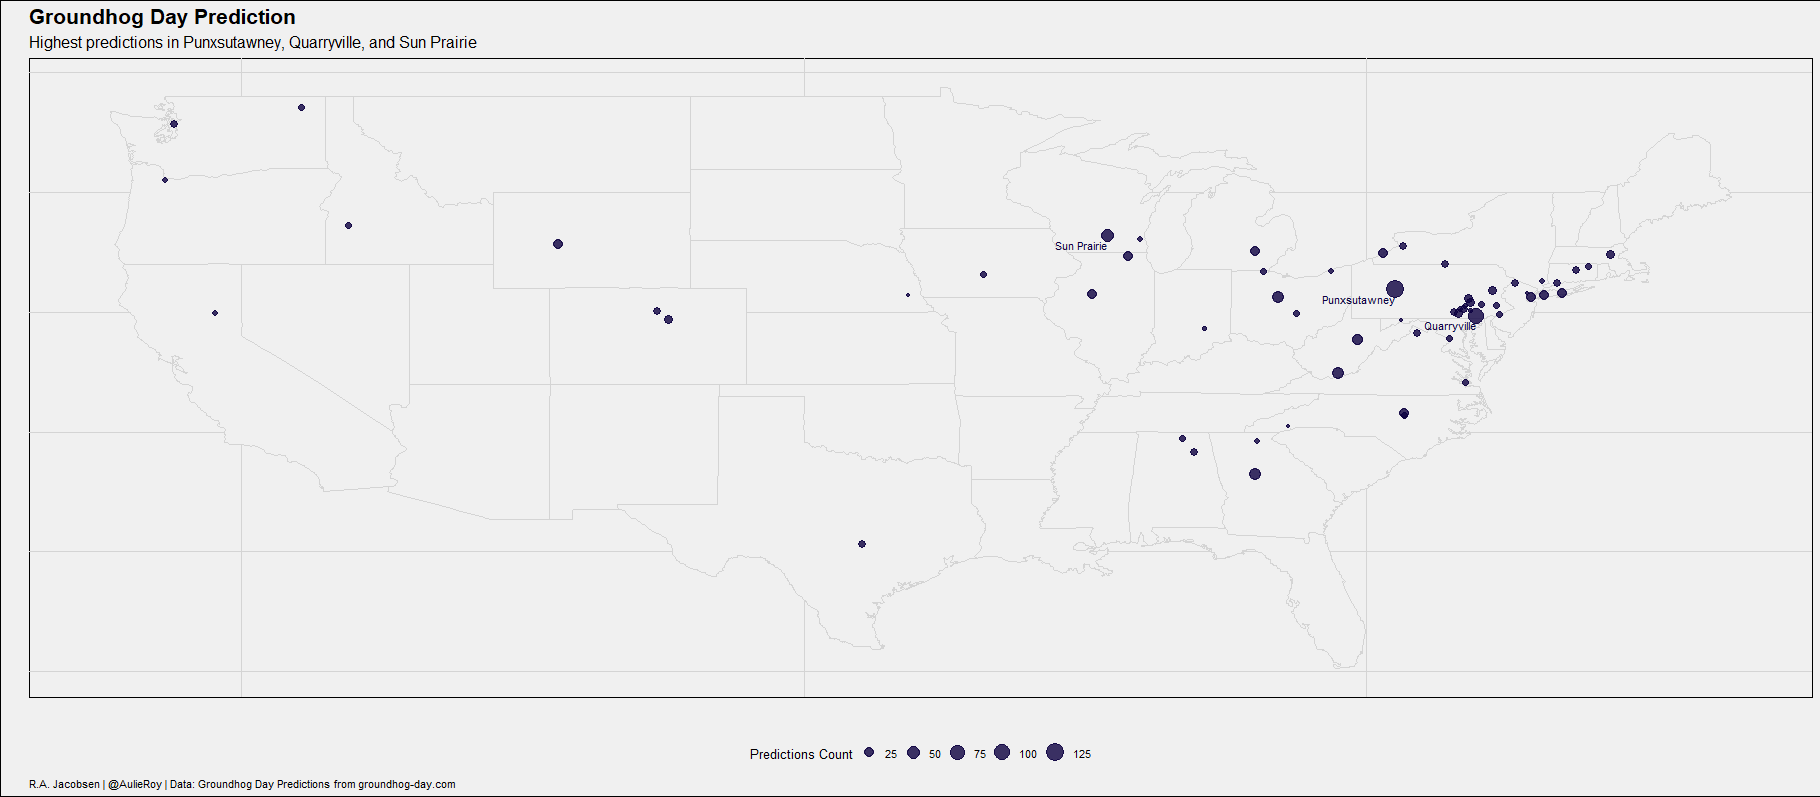 Groundhog Day Prediction
Highest predictions in Punxsutawney, Quarryville, and Sun Prairie
Sun Prairie
Punxsutawney
Quarryville
Predictions Count 25 50 75 100 125
R.A. Jacobsen | @AulieRoy | Data: Groundhog Day Predictions from groundhog-day.com